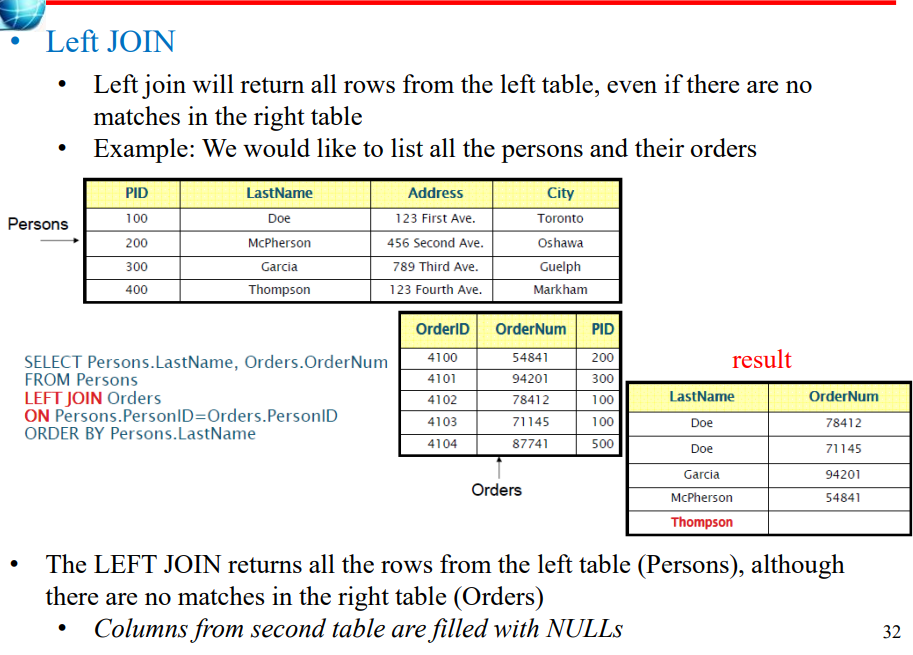 • Left JOIN
• Left join will return all rows from the left table, even if there are no
matches in the right table
• Example: We would like to list all the persons and their orders
Persons
PID LastName Address City
100 Doe 123 First Ave. Toronto
200 McPherson 456 Second Ave. Oshawa
300 Garcia 789 Third Ave. Guelph
400 Thompson 123 Fourth Ave. Markham
SELECT Persons.LastName, Orders.OrderNum
FROM Persons
LEFT JOIN Orders
ON Persons.PersonID=Orders.PersonID
ORDER BY Persons.LastName
OrderID OrderNum PID
4100 54841 200
4101 94201 300
4102 78412 100
4103 71145 100
4104 87741 500
Orders
result
LastName OrderNum
Doe 78412
Doe 71145
Garcia 94201
McPherson 54841
Thompson
• The LEFT JOIN returns all the rows from the left table (Persons), although
there are no matches in the right table (Orders)
• Columns from second table are filled with NULLs
32